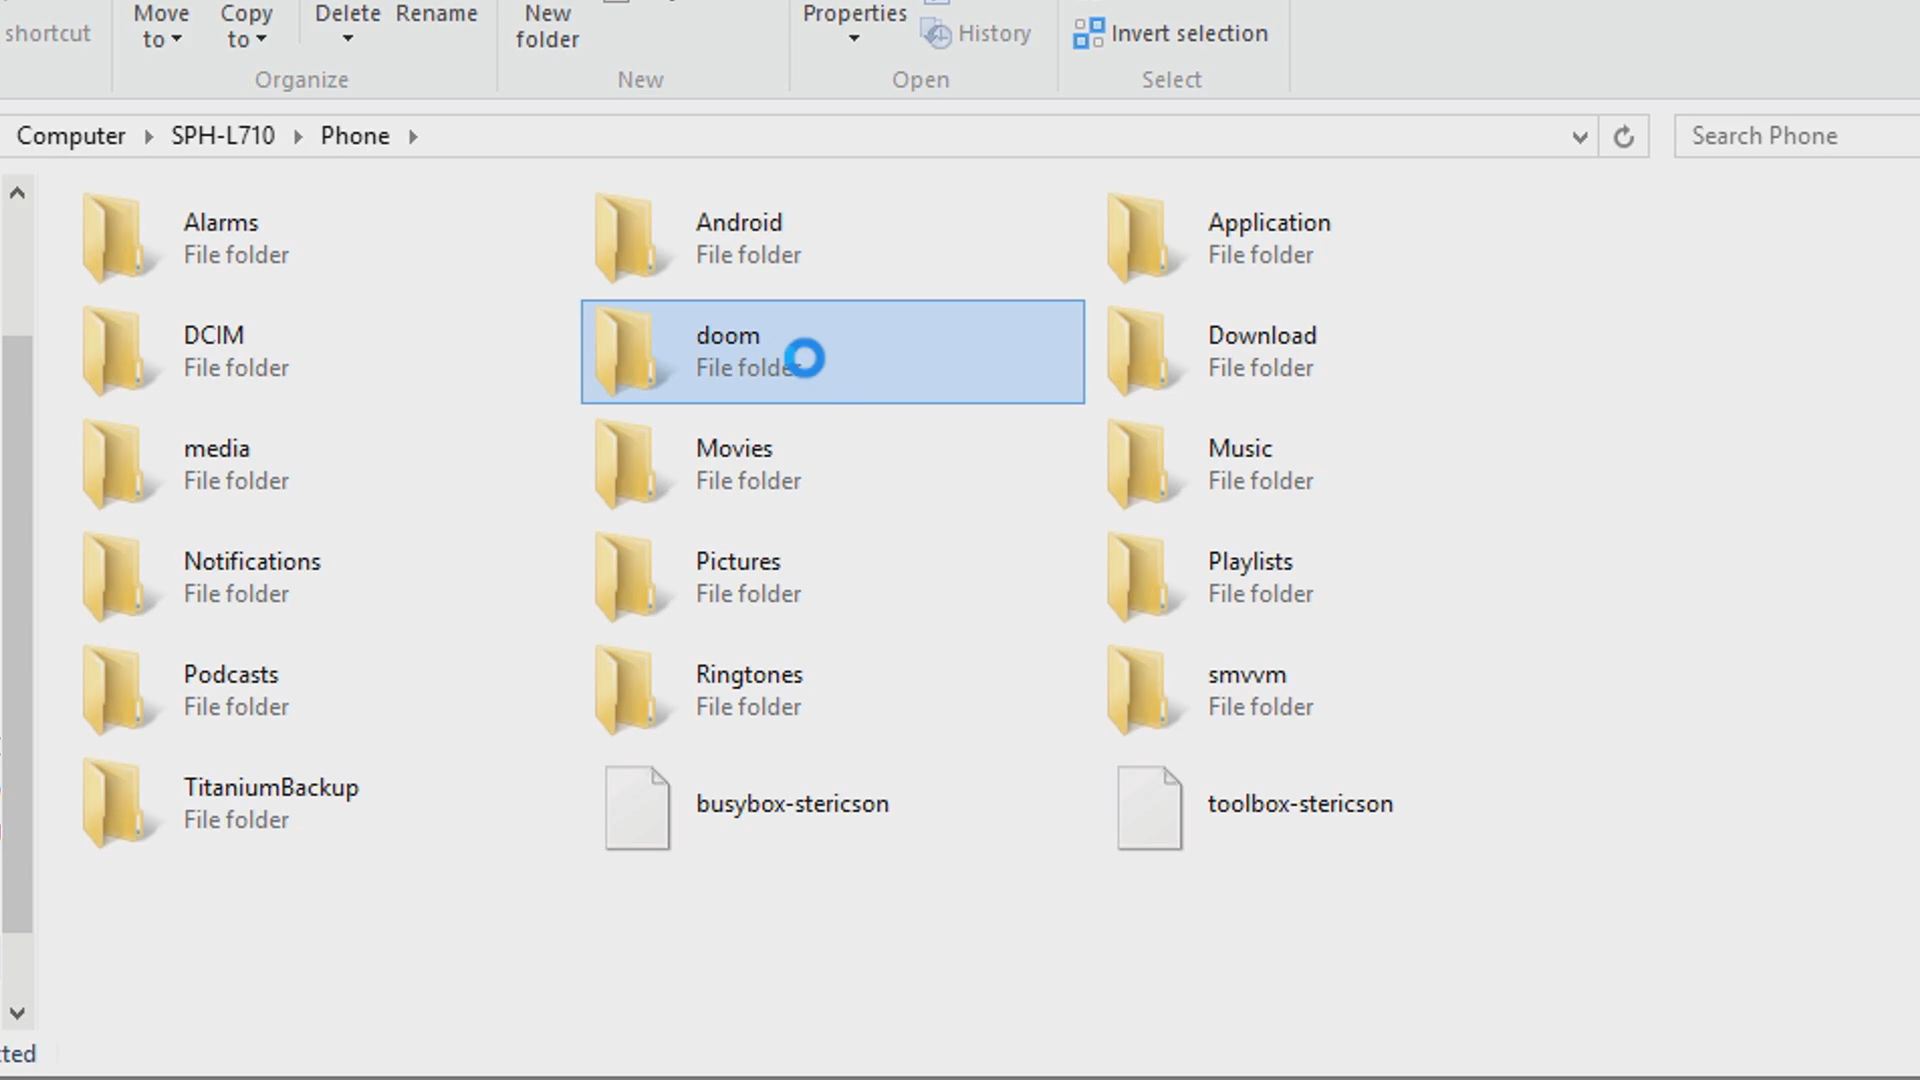 shortcut
Move to
Copy to
Delete
Rename
New folder
Properties
History
Invert selection
Organize
New
Open
Select
Computer SPH-L710 Phone
Search Phone
Alarms
File folder
Android
File folder
Application
File folder
DCIM
File folder
doom
File folder
Download
File folder
media
File folder
Movies
File folder
Music
File folder
Notifications
File folder
Pictures
File folder
Playlists
File folder
Podcasts
File folder
Ringtones
File folder
smvvm
File folder
TitaniumBackup
File folder
busybox-stericson
toolbox-stericson